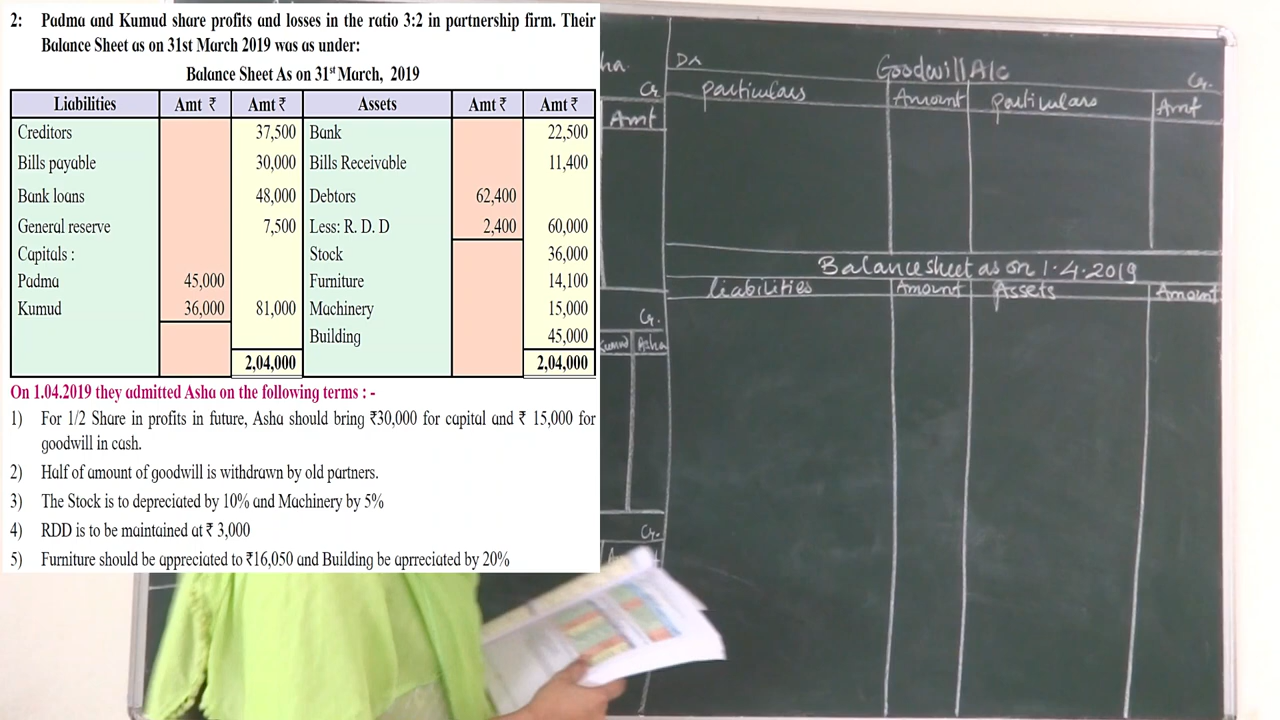 2: Padma and Kumud share profits and losses in the ratio 3:2 in partnership firm. Their
Balance Sheet as on 31st March 2019 was as under:
Balance Sheet As on 31st March, 2019
Liabilities Amt ₹ Amt ₹ Assets Amt ₹ Amt ₹
Creditors 37,500 Bank 22,500
Bills payable 30,000 Bills Receivable 11,400
Bank loans 48,000 Debtors 62,400
General reserve 7,500 Less: R. D. D 2,400 60,000
Capitals : Stock 36,000
Padma 45,000 Furniture 14,100
Kumud 36,000 81,000 Machinery 15,000
Building 45,000
2,04,000 2,04,000
On 1.04.2019 they admitted Asha on the following terms : -
1) For 1/2 Share in profits in future, Asha should bring ₹30,000 for capital and ₹ 15,000 for
goodwill in cash.
2) Half of amount of goodwill is withdrawn by old partners.
3) The Stock is to depreciated by 10% and Machinery by 5%
4) RDD is to be maintained at ₹ 3,000
5) Furniture should be appreciated to ₹16,050 and Building be aprreciated by 20%
ha.
Cr
Amt
Cr.
Kumud Asha
Cr.
Dr Goodwill A/c Cr.
particulars Amount particulars Amt
Balance sheet as on 1.4.2019
liabilities Amount Assets Amount